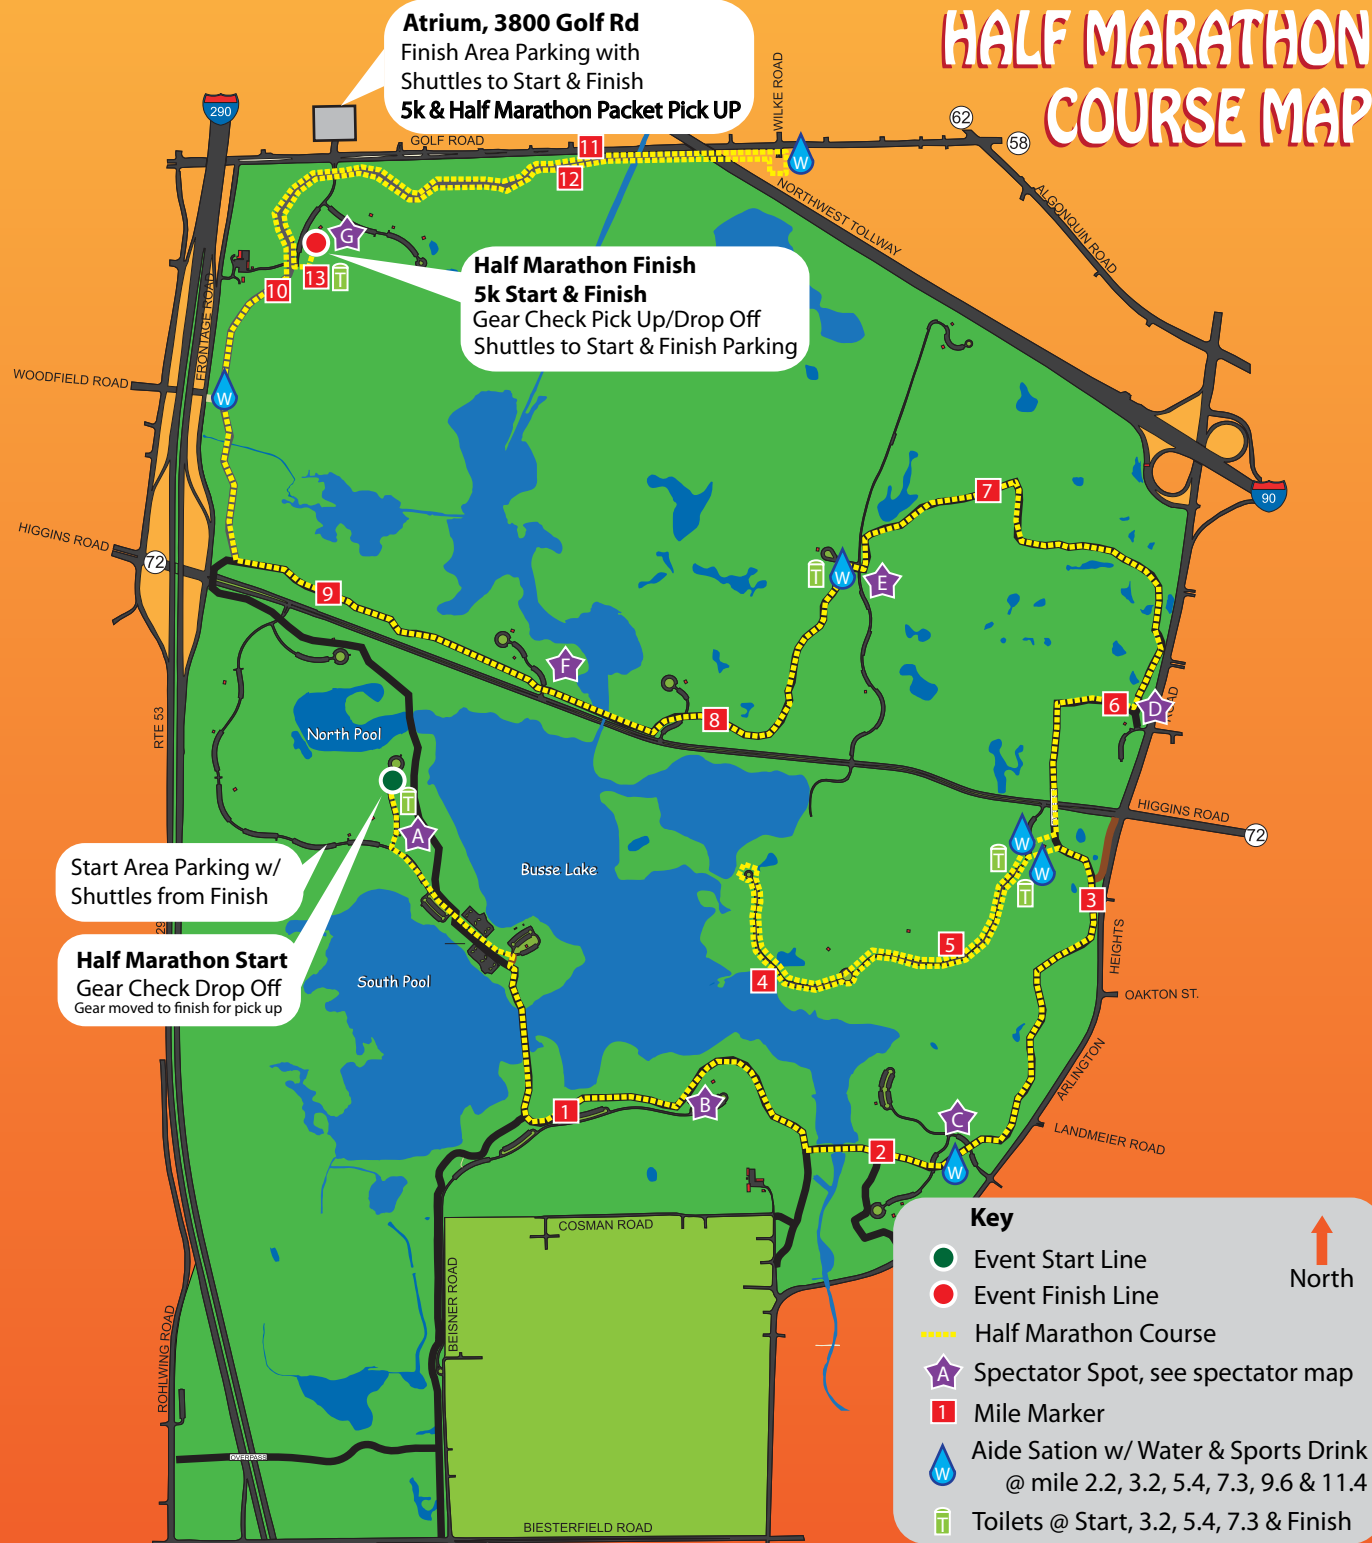 HALF MARATHON
COURSE MAP
Atrium, 3800 Golf Rd
Finish Area Parking with
Shuttles to Start & Finish
5k & Half Marathon Packet Pick UP
290
GOLF ROAD
WILKE ROAD
62
58
11
12
W
NORTHWEST TOLLWAY
ALGONQUIN ROAD
G
10
13
T
Half Marathon Finish
5k Start & Finish
Gear Check Pick Up/Drop Off
Shuttles to Start & Finish Parking
FRONTAGE ROAD
WOODFIELD ROAD
W
90
7
HIGGINS ROAD
72
9
T
W
E
F
8
6
D
ROAD
RTE 53
North Pool
T
A
HIGGINS ROAD
72
W
T
W
T
Start Area Parking w/
Shuttles from Finish
Busse Lake
3
5
4
HEIGHTS
29
Half Marathon Start
Gear Check Drop Off
Gear moved to finish for pick up
South Pool
OAKTON ST.
ARLINGTON
1
B
C
2
W
LANDMEIER ROAD
COSMAN ROAD
BEISNER ROAD
ROHLWING ROAD
OVERPASS
BIESTERFIELD ROAD
Key
North
Event Start Line
Event Finish Line
Half Marathon Course
A Spectator Spot, see spectator map
1 Mile Marker
W Aide Sation w/ Water & Sports Drink
@ mile 2.2, 3.2, 5.4, 7.3, 9.6 & 11.4
T Toilets @ Start, 3.2, 5.4, 7.3 & Finish